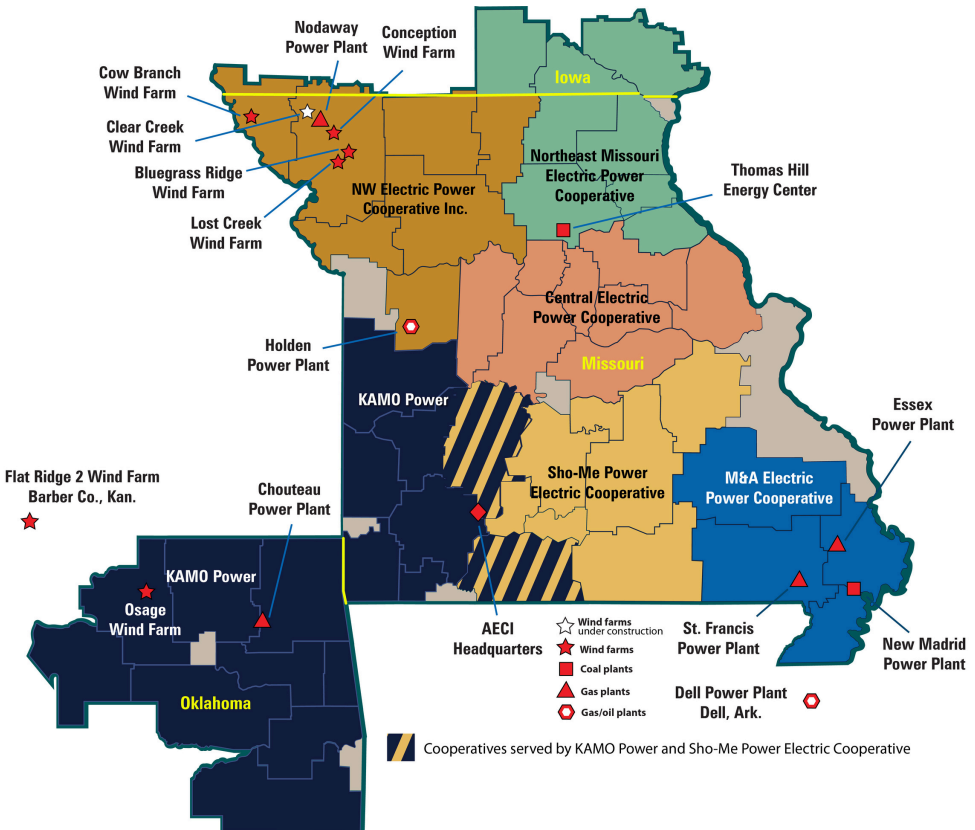 Nodaway
Power Plant
Conception
Wind Farm
Cow Branch
Wind Farm
Iowa
Clear Creek
Wind Farm
Northeast Missouri
Electric Power
Cooperative
Bluegrass Ridge
Wind Farm
Thomas Hill
Energy Center
NW Electric Power
Cooperative Inc.
Lost Creek
Wind Farm
Central Electric
Power Cooperative
Holden
Power Plant
Missouri
KAMO Power
Essex
Power Plant
Flat Ridge 2 Wind Farm
Barber Co., Kan.
Chouteau
Power Plant
Sho-Me Power
Electric Cooperative
M&A Electric
Power Cooperative
KAMO Power
Osage
Wind Farm
AECI
Headquarters
Wind farms
under construction
Wind farms
Coal plants
Gas plants
Gas/oil plants
St. Francis
Power Plant
New Madrid
Power Plant
Oklahoma
Dell Power Plant
Dell, Ark.
Cooperatives served by KAMO Power and Sho-Me Power Electric Cooperative